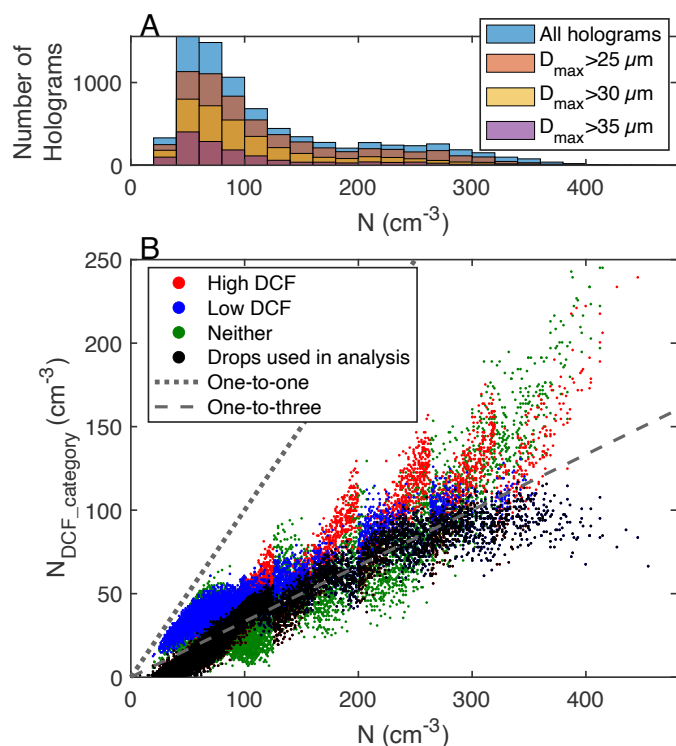 A
Number of
Holograms
1000
0
All holograms
D_max>25 µm
D_max>30 µm
D_max>35 µm
0 100 200 300 400
N (cm^-3)
B
N_DCF_category (cm^-3)
250
200
150
100
50
0
High DCF
Low DCF
Neither
Drops used in analysis
One-to-one
One-to-three
0 100 200 300 400
N (cm^-3)